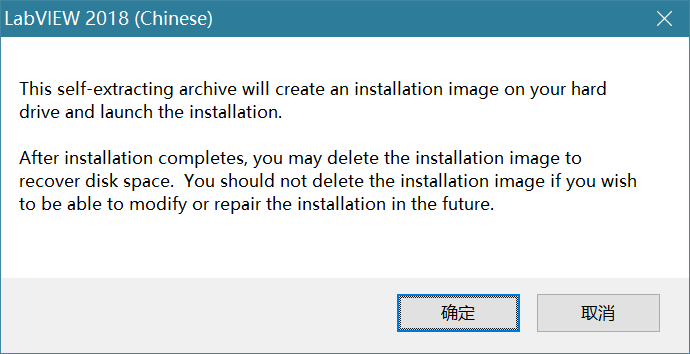 LabVIEW 2018 (Chinese)
This self-extracting archive will create an installation image on your hard
drive and launch the installation.
After installation completes, you may delete the installation image to
recover disk space.  You should not delete the installation image if you wish
to be able to modify or repair the installation in the future.
确定
取消